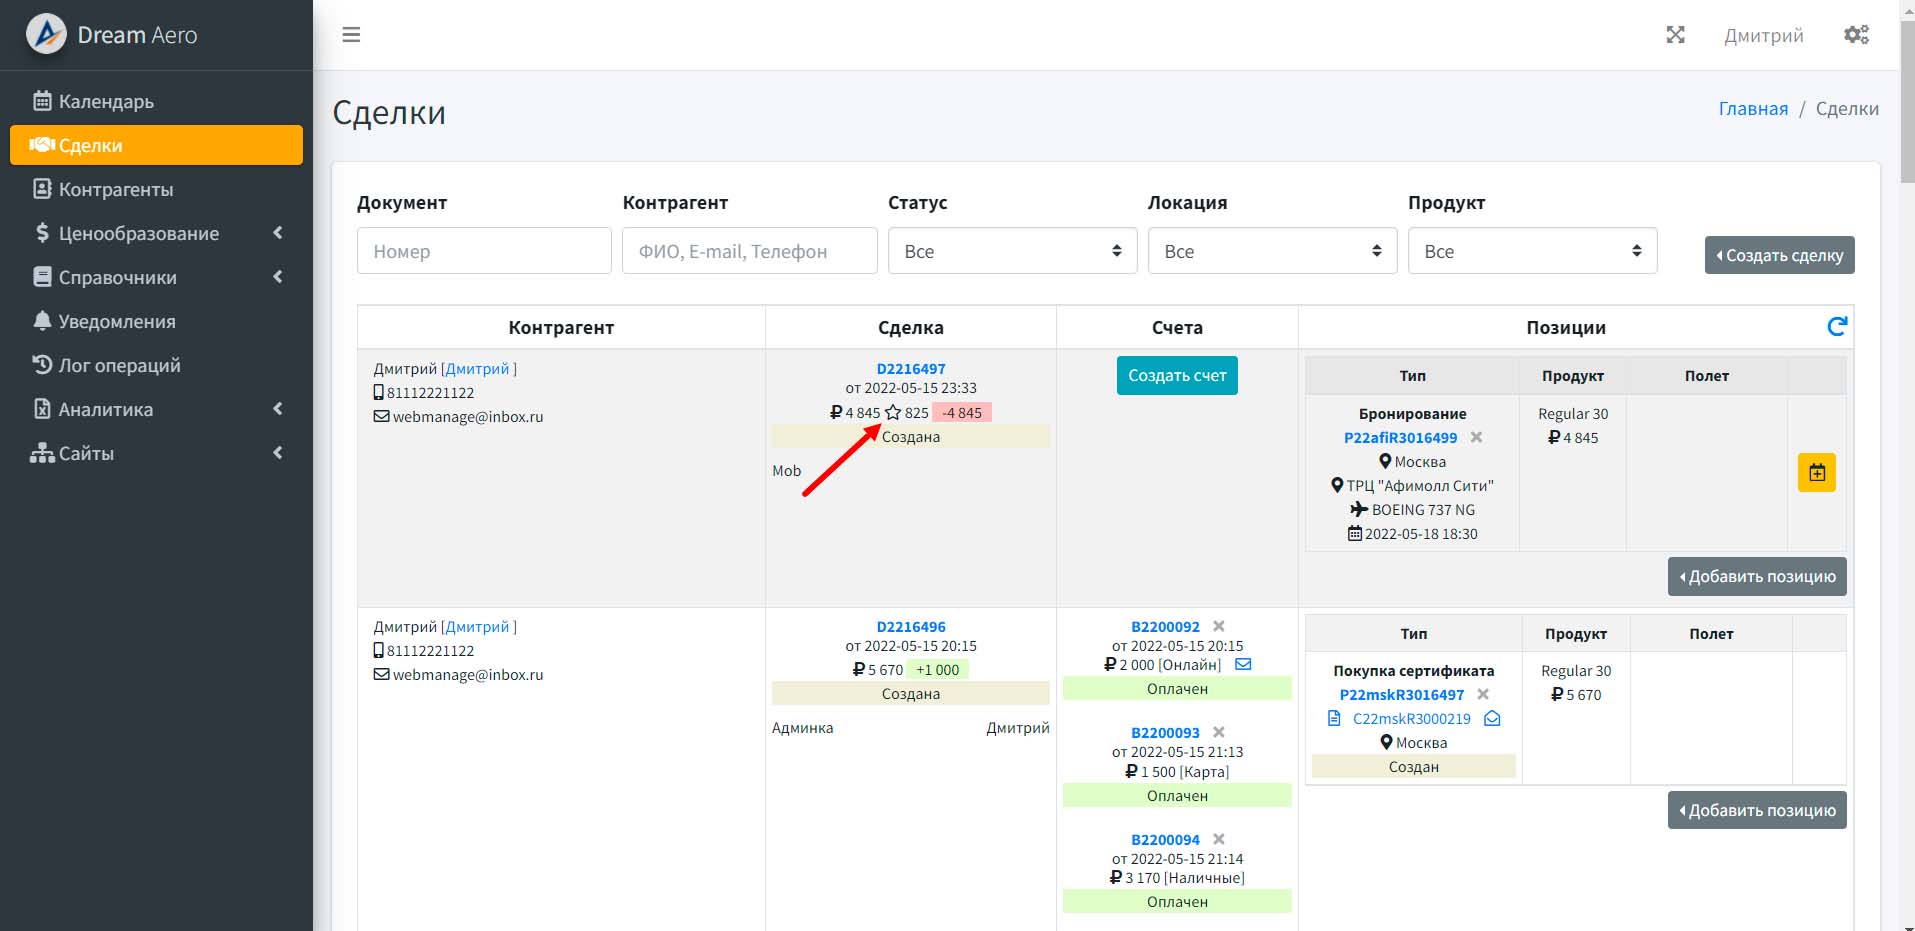 Dream Aero
Дмитрий
Календарь
Сделки
Контрагенты
Ценообразование
Справочники
Уведомления
Лог операций
Аналитика
Сайты
Сделки
Главная / Сделки
Документ
Контрагент
Статус
Локация
Продукт
Номер
ФИО, E-mail, Телефон
Все
Все
Все
Создать сделку
Контрагент
Сделка
Счета
Позиции
Дмитрий [Дмитрий ]
81112221122
webmanage@inbox.ru
D2216497
от 2022-05-15 23:33
₽ 4 845 825 -4 845
Создана
Mob
Создать счет
Тип
Продукт
Полет
Бронирование
P22afiR3016499
Москва
ТРЦ "Афимолл Сити"
BOEING 737 NG
2022-05-18 18:30
Regular 30
₽ 4 845
Добавить позицию
Дмитрий [Дмитрий ]
81112221122
webmanage@inbox.ru
D2216496
от 2022-05-15 20:15
₽ 5 670 +1 000
Создана
Админка
Дмитрий
B2200092
от 2022-05-15 20:15
₽ 2 000 [Онлайн]
Оплачен
B2200093
от 2022-05-15 21:13
₽ 1 500 [Карта]
Оплачен
B2200094
от 2022-05-15 21:14
₽ 3 170 [Наличные]
Оплачен
Тип
Продукт
Полет
Покупка сертификата
P22mskR3016497
C22mskR3000219
Москва
Создан
Regular 30
₽ 5 670
Добавить позицию